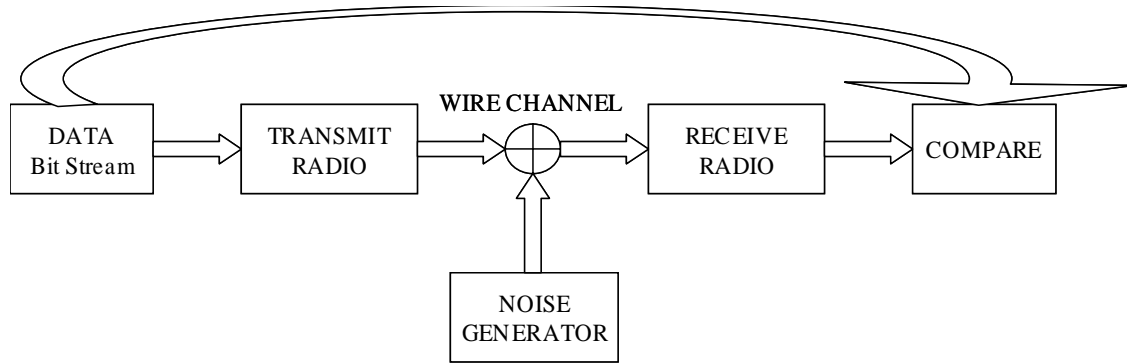 WIRE CHANNEL
DATA
Bit Stream
TRANSMIT
RADIO
RECEIVE
RADIO
COMPARE
NOISE
GENERATOR